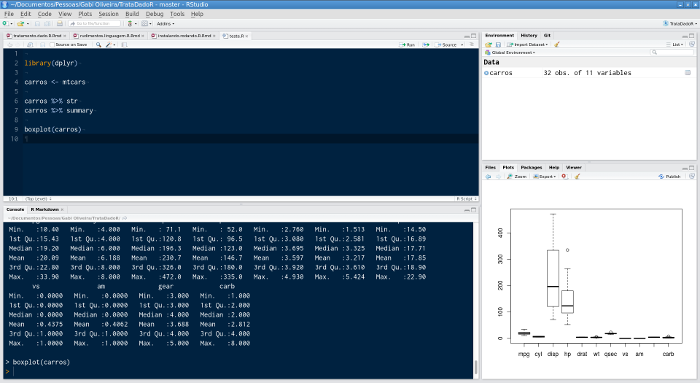 ~/Documentos/Pessoas/Gabi Oliveira/TrataDadoR - master - RStudio
File Edit Code View Plots Session Build Debug Tools Help
Addins
TrataDadoR
tratamento.dado.R.Rmd
rudimentos.linguagem.R.Rmd
instalando.netando.R.Rmd
teste.R
Source on Save
Run
Source
1
2 library(dplyr)
3
4 carros <- mtcars
5
6 carros %>% str
7 carros %>% summary
8
9 boxplot(carros)
10
10:1 (Top Level)
R Script
Console R Markdown
~/Documentos/Pessoas/Gabi Oliveira/TrataDadoR/
Min. :10.40 Min. :4.000 Min. : 71.1 Min. : 52.0 Min. :2.760 Min. :1.513 Min. :14.50
1st Qu.:15.43 1st Qu.:4.000 1st Qu.:120.8 1st Qu.: 96.5 1st Qu.:3.080 1st Qu.:2.581 1st Qu.:16.89
Median :19.20 Median :6.000 Median :196.3 Median :123.0 Median :3.695 Median :3.325 Median :17.71
Mean :20.09 Mean :6.188 Mean :230.7 Mean :146.7 Mean :3.597 Mean :3.217 Mean :17.85
3rd Qu.:22.80 3rd Qu.:8.000 3rd Qu.:326.0 3rd Qu.:180.0 3rd Qu.:3.920 3rd Qu.:3.610 3rd Qu.:18.90
Max. :33.90 Max. :8.000 Max. :472.0 Max. :335.0 Max. :4.930 Max. :5.424 Max. :22.90
vs am gear carb
Min. :0.0000 Min. :0.0000 Min. :3.000 Min. :1.000
1st Qu.:0.0000 1st Qu.:0.0000 1st Qu.:3.000 1st Qu.:2.000
Median :0.0000 Median :0.0000 Median :4.000 Median :2.000
Mean :0.4375 Mean :0.4062 Mean :3.688 Mean :2.812
3rd Qu.:1.0000 3rd Qu.:1.0000 3rd Qu.:4.000 3rd Qu.:4.000
Max. :1.0000 Max. :1.0000 Max. :5.000 Max. :8.000
> boxplot(carros)
>
Environment History Git
Import Dataset
List
Global Environment
Data
carros 32 obs. of 11 variables
Files Plots Packages Help Viewer
Zoom Export Publish
400
300
200
100
0
mpg cyl disp hp drat wt qsec vs am carb